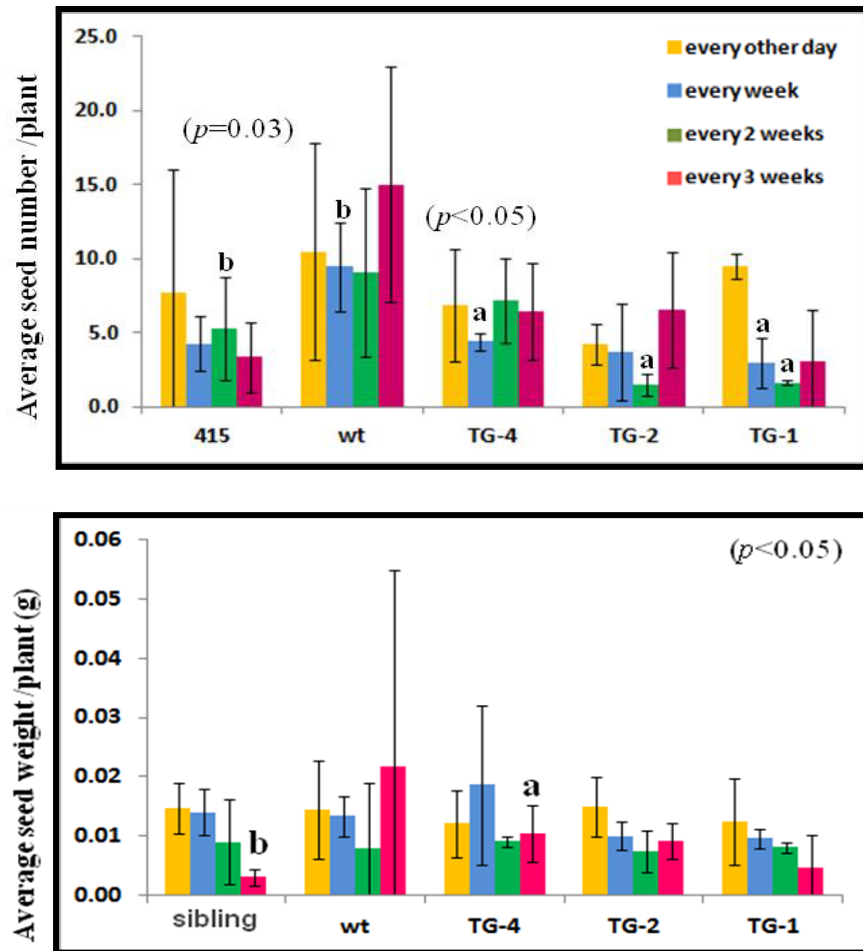 Average seed number /plant
25.0
20.0
15.0
10.0
5.0
0.0
every other day
every week
every 2 weeks
every 3 weeks
(p=0.03)
(p<0.05)
b
b
a
a
a
a
415 wt TG-4 TG-2 TG-1
Average seed weight /plant (g)
0.06
0.05
0.04
0.03
0.02
0.01
0.00
(p<0.05)
b
a
sibling wt TG-4 TG-2 TG-1